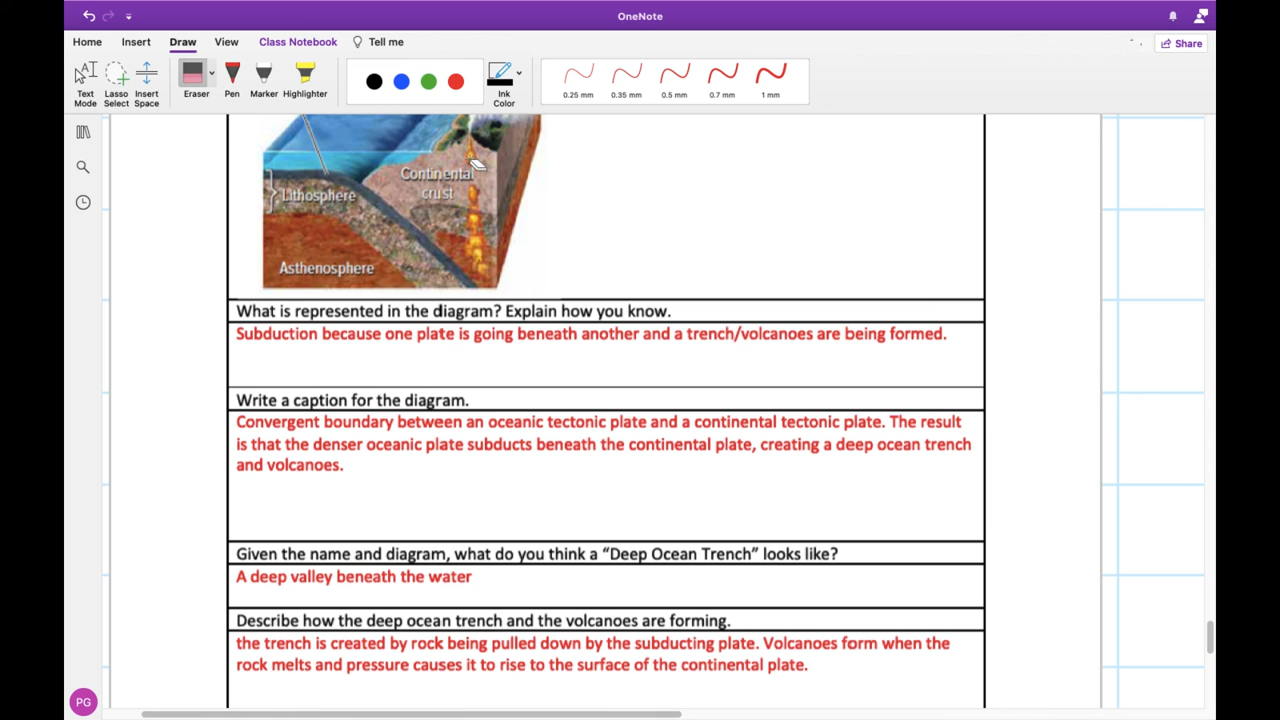 OneNote
Home Insert Draw View Class Notebook Tell me
Share
Text Mode
Lasso Select
Insert Space
Eraser
Pen
Marker
Highlighter
Ink Color
0.25 mm 0.35 mm 0.5 mm 0.7 mm 1 mm
Continental
crust
Lithosphere
Asthenosphere
What is represented in the diagram? Explain how you know.
Subduction because one plate is going beneath another and a trench/volcanoes are being formed.
Write a caption for the diagram.
Convergent boundary between an oceanic tectonic plate and a continental tectonic plate. The result
is that the denser oceanic plate subducts beneath the continental plate, creating a deep ocean trench
and volcanoes.
Given the name and diagram, what do you think a “Deep Ocean Trench” looks like?
A deep valley beneath the water
Describe how the deep ocean trench and the volcanoes are forming.
the trench is created by rock being pulled down by the subducting plate. Volcanoes form when the
rock melts and pressure causes it to rise to the surface of the continental plate.
PG